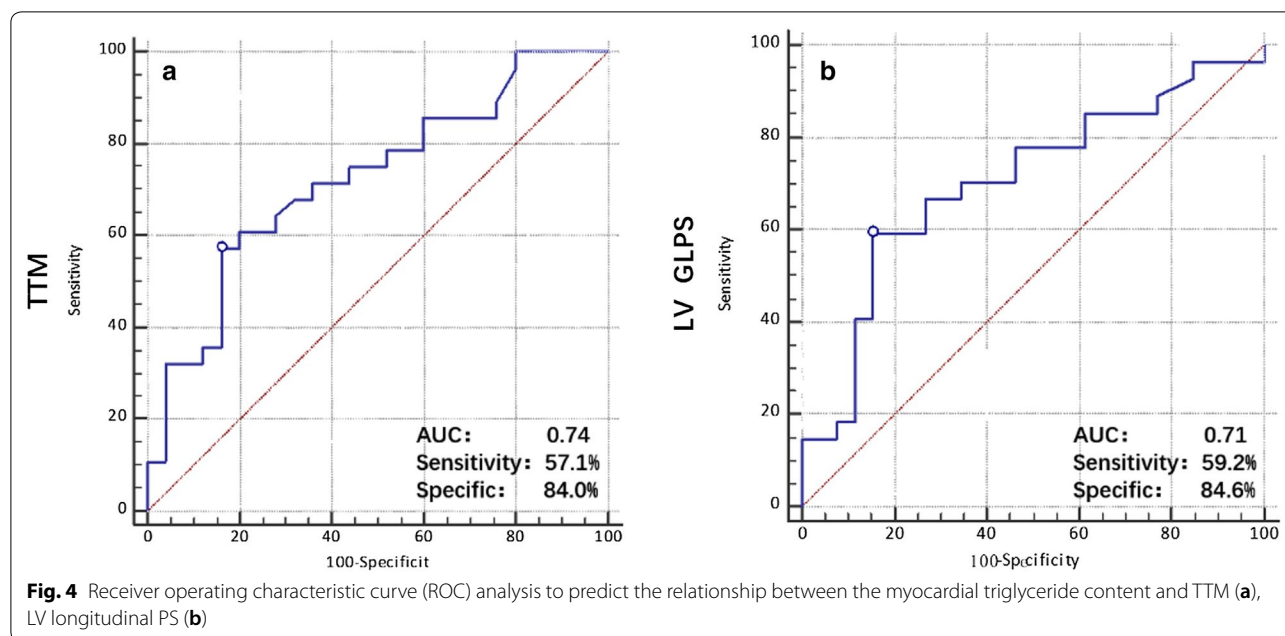 a
TTM
Sensitivity
100
80
60
40
20
0
0 20 40 60 80 100
100-Specificit
AUC: 0.74
Sensitivity: 57.1%
Specific: 84.0%
b
LV GLPS
Sensitivity
100
80
60
40
20
0
0 20 40 60 80 100
100-Specificity
AUC: 0.71
Sensitivity: 59.2%
Specific: 84.6%
Fig. 4 Receiver operating characteristic curve (ROC) analysis to predict the relationship between the myocardial triglyceride content and TTM (a),
LV longitudinal PS (b)